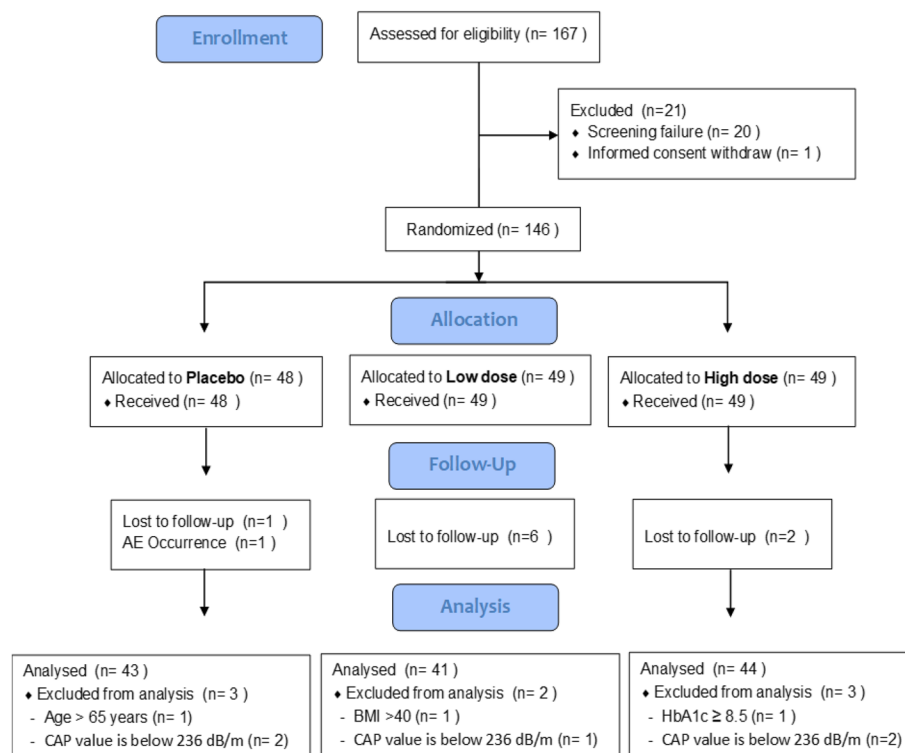 Enrollment
Assessed for eligibility (n= 167)
Excluded (n=21)
♦ Screening failure (n= 20 )
♦ Informed consent withdraw (n= 1 )
Randomized (n= 146 )
Allocation
Allocated to Placebo (n= 48 )
♦ Received (n= 48 )
Allocated to Low dose (n= 49 )
♦ Received (n= 49 )
Allocated to High dose (n= 49 )
♦ Received (n= 49 )
Follow-Up
Lost to follow-up (n=1 )
AE Occurrence (n=1 )
Lost to follow-up (n=6 )
Lost to follow-up (n=2 )
Analysis
Analysed (n= 43 )
♦ Excluded from analysis (n= 3 )
- Age > 65 years (n= 1)
- CAP value is below 236 dB/m (n= 2)
Analysed (n= 41 )
♦ Excluded from analysis (n= 2 )
- BMI >40 (n= 1 )
- CAP value is below 236 dB/m (n= 1)
Analysed (n= 44 )
♦ Excluded from analysis (n= 3 )
- HbA1c ≧ 8.5 (n= 1 )
- CAP value is below 236 dB/m (n=2)